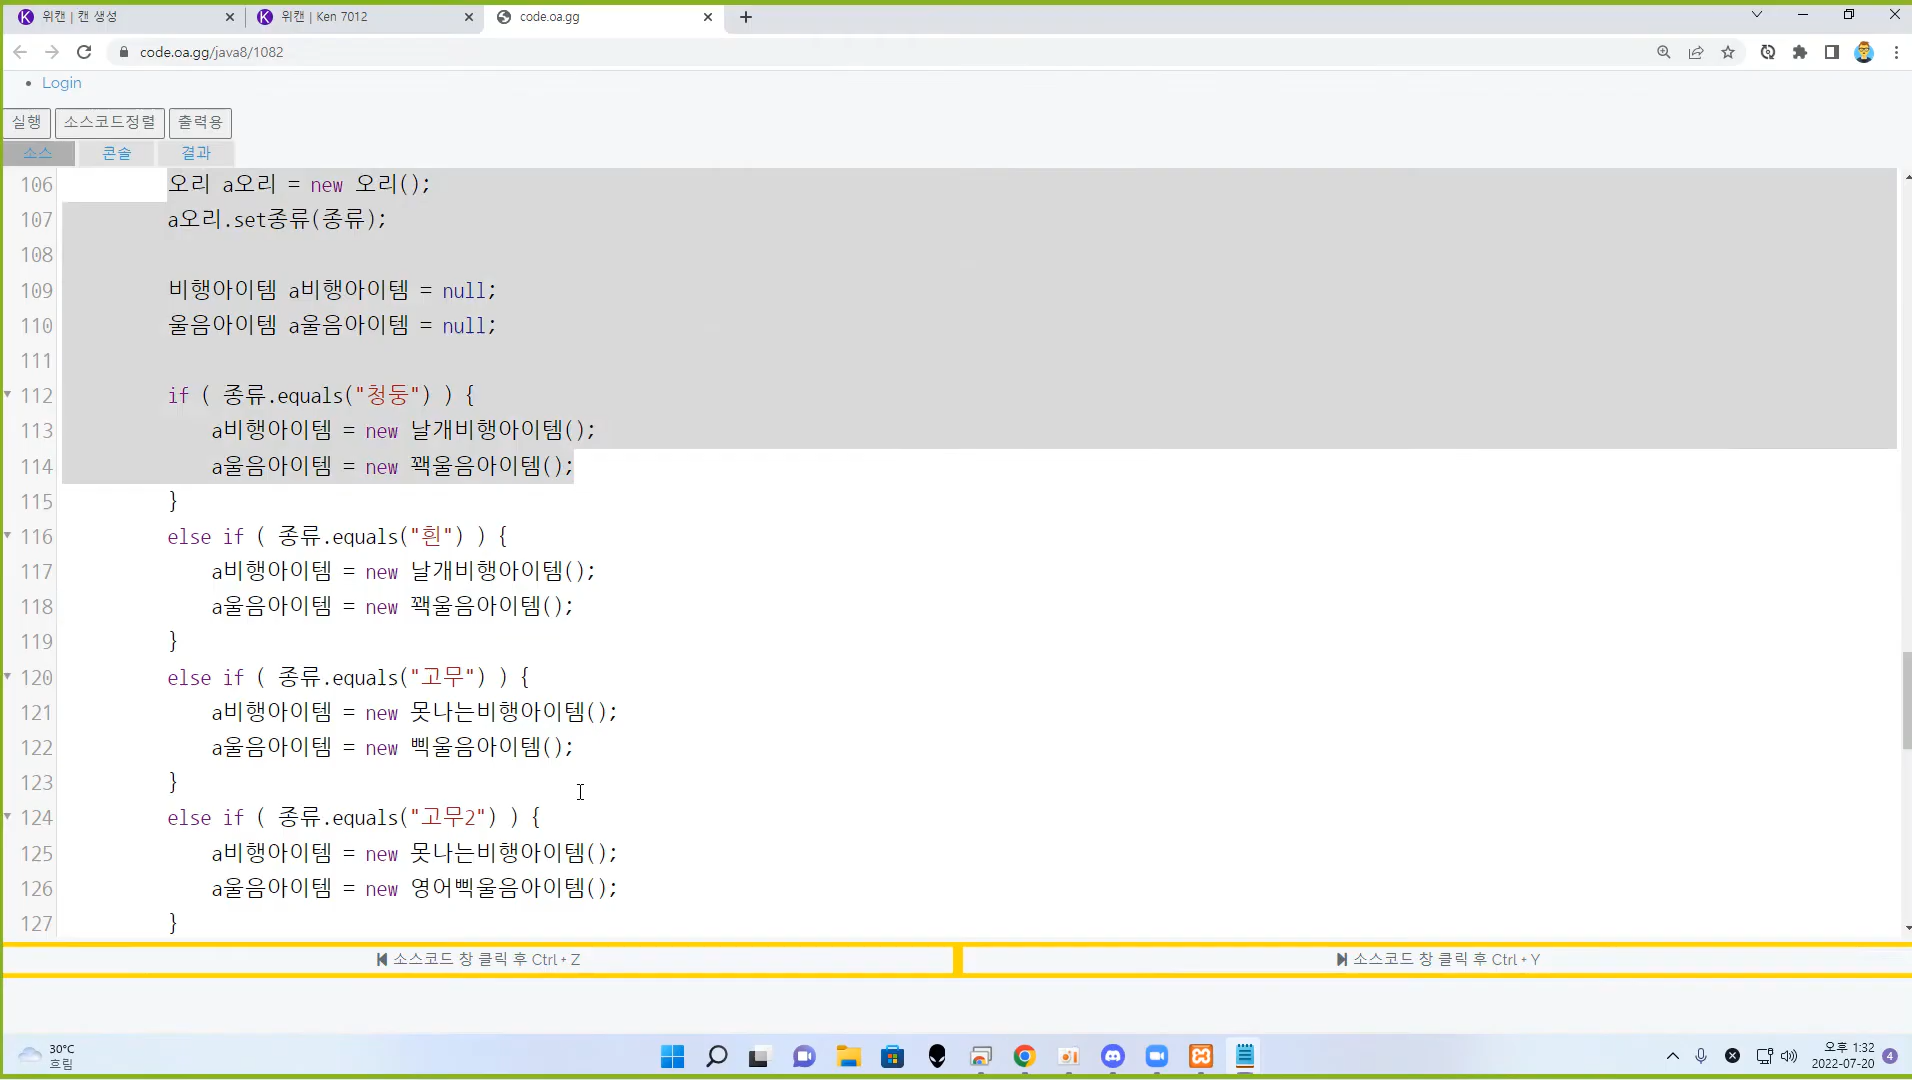 위캔 | 캔 생성
위캔 | Ken 7012
code.oa.gg
code.oa.gg/java8/1082
Login
실행 소스코드정렬 출력용
소스 콘솔 결과
106 오리 a오리 = new 오리();
107 a오리.set종류(종류);
108
109 비행아이템 a비행아이템 = null;
110 울음아이템 a울음아이템 = null;
111
112 if ( 종류.equals("청둥") ) {
113 a비행아이템 = new 날개비행아이템();
114 a울음아이템 = new 꽥울음아이템();
115 }
116 else if ( 종류.equals("흰") ) {
117 a비행아이템 = new 날개비행아이템();
118 a울음아이템 = new 꽥울음아이템();
119 }
120 else if ( 종류.equals("고무") ) {
121 a비행아이템 = new 못나는비행아이템();
122 a울음아이템 = new 삑울음아이템();
123 }
124 else if ( 종류.equals("고무2") ) {
125 a비행아이템 = new 못나는비행아이템();
126 a울음아이템 = new 영어삑울음아이템();
127 }
소스코드 창 클릭 후 Ctrl + Z
소스코드 창 클릭 후 Ctrl + Y
30°C
흐림
오후 1:32
2022-07-20
4